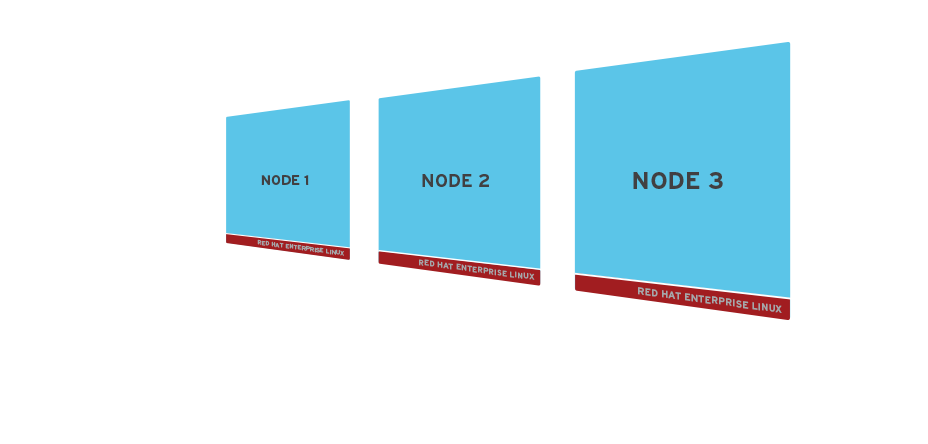 NODE 1
RED HAT ENTERPRISE LINUX
NODE 2
RED HAT ENTERPRISE LINUX
NODE 3
RED HAT ENTERPRISE LINUX